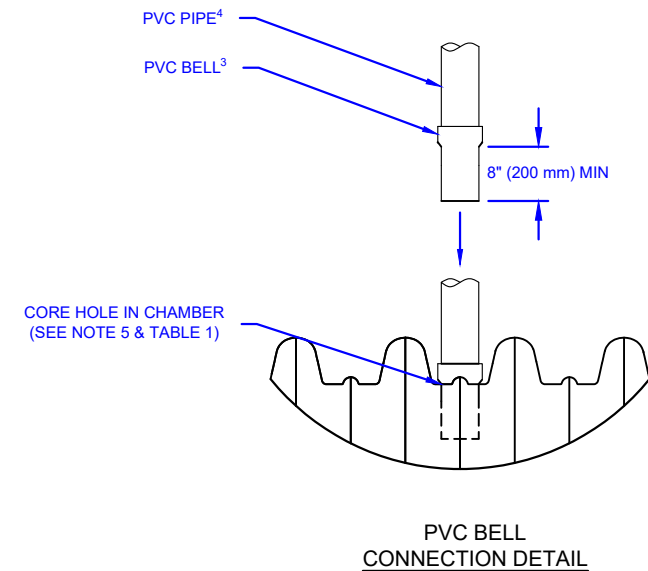 PVC PIPE⁴
PVC BELL³
8" (200 mm) MIN
CORE HOLE IN CHAMBER
(SEE NOTE 5 & TABLE 1)
PVC BELL
CONNECTION DETAIL